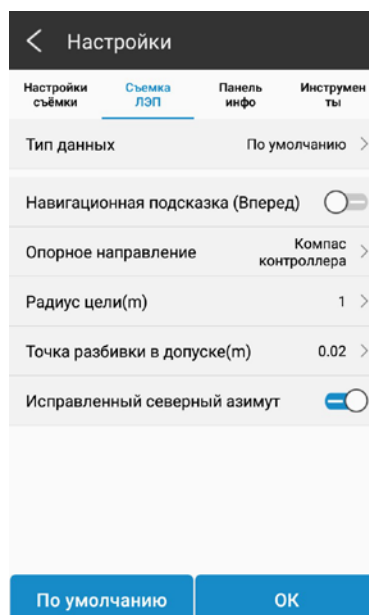 Настройки
Настройки
съёмки
Съемка
ЛЭП
Панель
инфо
Инструмен
ты
Тип данных По умолчанию
Навигационная подсказка (Вперед)
Опорное направление Компас
контроллера
Радиус цели(m) 1
Точка разбивки в допуске(m) 0.02
Исправленный северный азимут
По умолчанию ОК